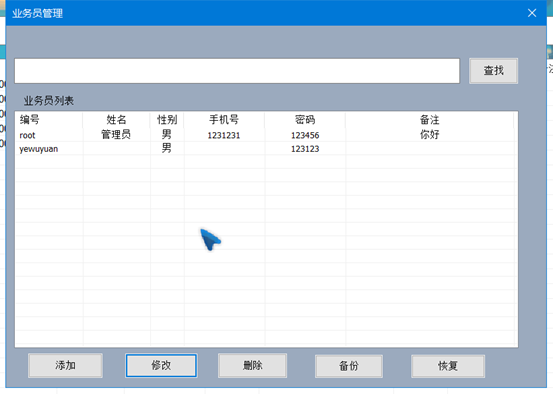 业务员管理
查找
业务员列表
编号 姓名 性别 手机号 密码 备注
root 管理员 男 1231231 123456 你好
yewuyuan 男 123123
添加 修改 删除 备份 恢复